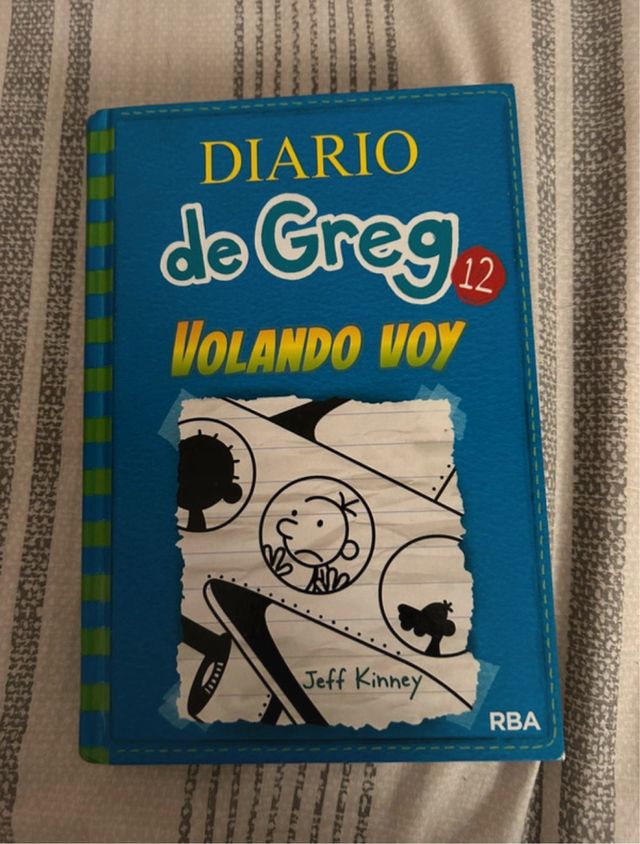 DIARIO
de Greg
12
VOLANDO VOY
Jeff Kinney
RBA